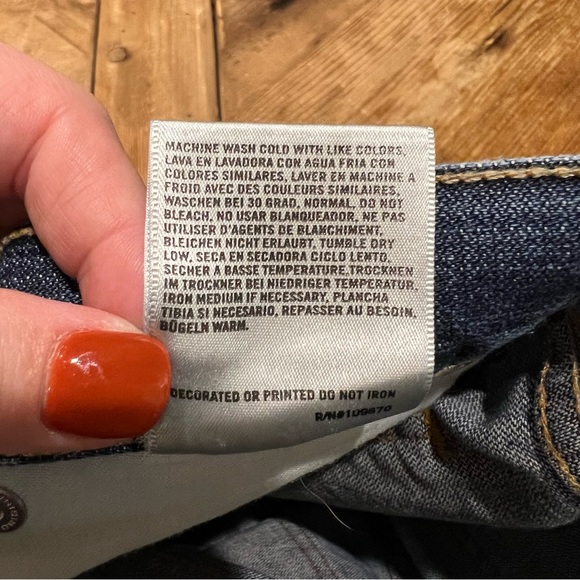 MACHINE WASH COLD WITH LIKE COLORS,
LAVA EN LAVADORA CON AGUA FRIA CON
COLORES SIMILARES, LAVER EN MACHINE A
FROID AVEC DES COULEURS SIMILAIRES,
WASCHEN BEI 30 GRAD, NORMAL, DO NOT
BLEACH, NO USAR BLANQUEADOR, NE PAS
UTILISER D'AGENTS DE BLANCHIMENT,
BLEICHEN NICHT ERLAUBT, TUMBLE DRY
LOW, SECA EN SECADORA CICLO LENTO,
SECHER A BASSE TEMPERATURE,TROCKNEN
IM TROCKNER BEI NIEDRIGER TEMPERATUR,
IRON MEDIUM IF NECESSARY, PLANCHA
TIBIA SI NECESARIO, REPASSER AU BESOIN,
BÜGELN WARM.
DECORATED OR PRINTED DO NOT IRON
R/N#109670